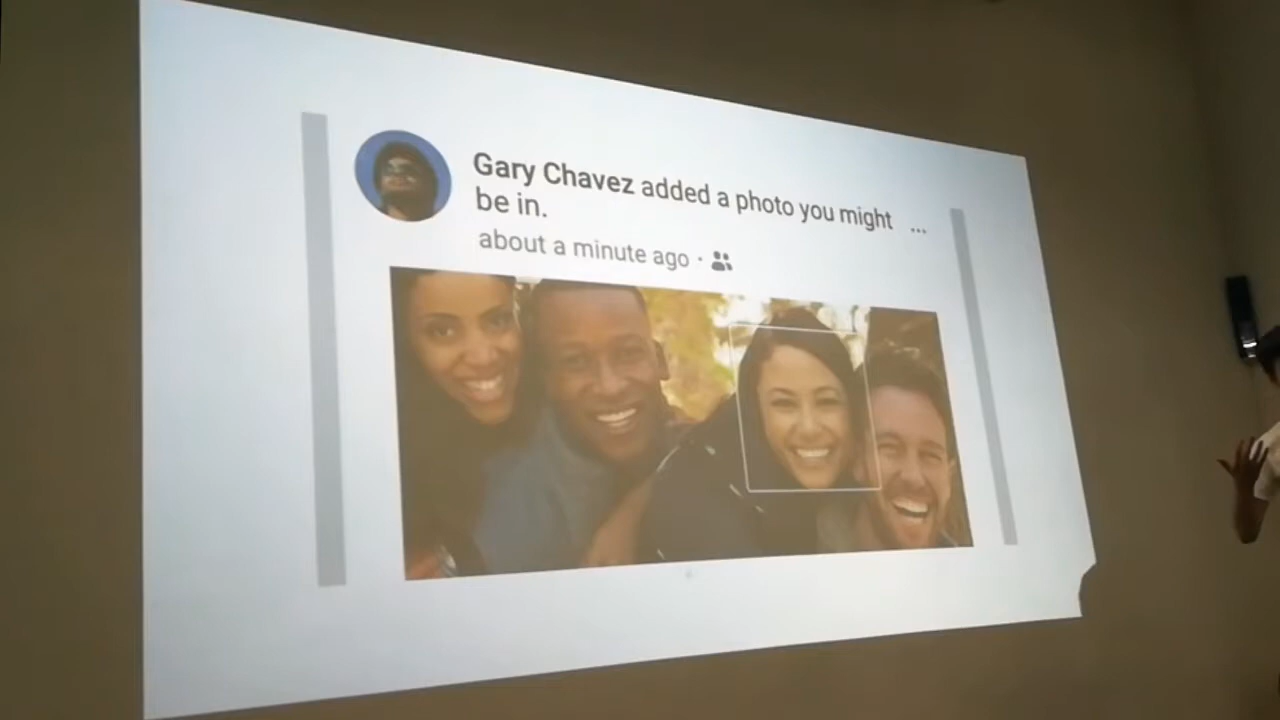 Gary Chavez added a photo you might ...
be in.
about a minute ago ·